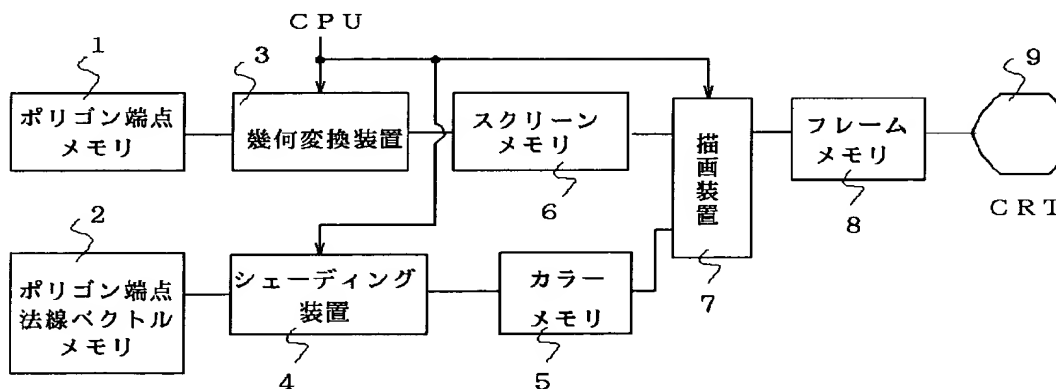 CPU
1
3
9
ポリゴン端点
メモリ
幾何変換装置
スクリーン
メモリ
描画装置
フレーム
メモリ
6
8
CRT
2
ポリゴン端点
法線ベクトル
メモリ
シェーディング
装置
カラー
メモリ
7
4
5